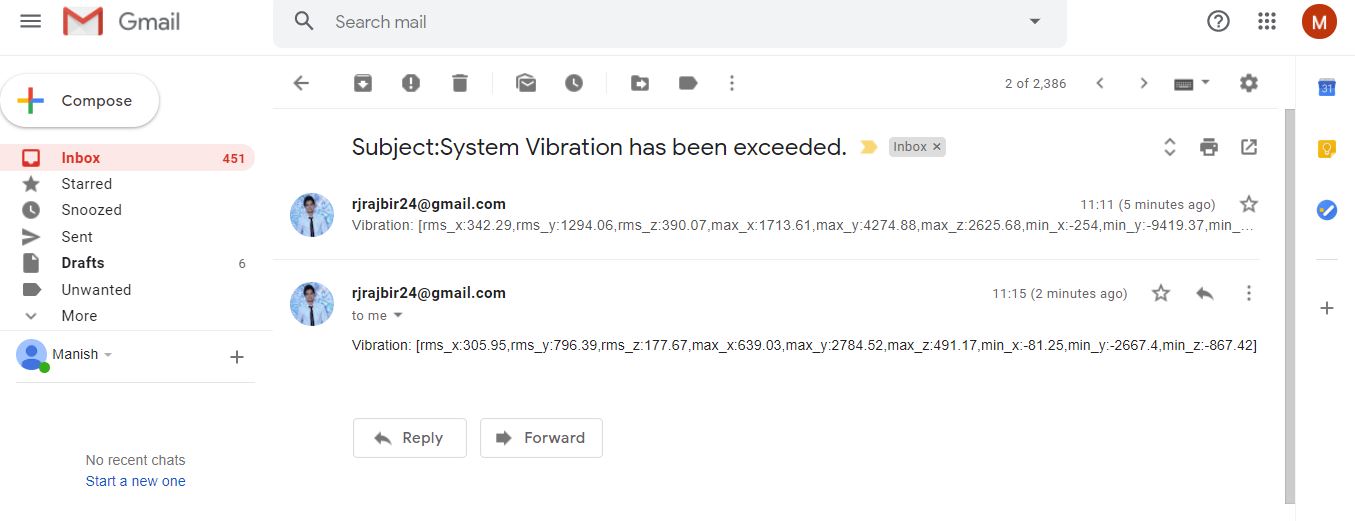 Gmail
Search mail
M
Compose
2 of 2,386
31
Subject:System Vibration has been exceeded.
Inbox ×
Inbox 451
Starred
Snoozed
Sent
Drafts 6
Unwanted
More
Manish
No recent chats
Start a new one
rjrajbir24@gmail.com 11:11 (5 minutes ago)
Vibration: [rms_x:342.29,rms_y:1294.06,rms_z:390.07,max_x:1713.61,max_y:4274.88,max_z:2625.68,min_x:-254,min_y:-9419.37,min_...
rjrajbir24@gmail.com 11:15 (2 minutes ago)
to me
Vibration: [rms_x:305.95,rms_y:796.39,rms_z:177.67,max_x:639.03,max_y:2784.52,max_z:491.17,min_x:-81.25,min_y:-2667.4,min_z:-867.42]
Reply
Forward